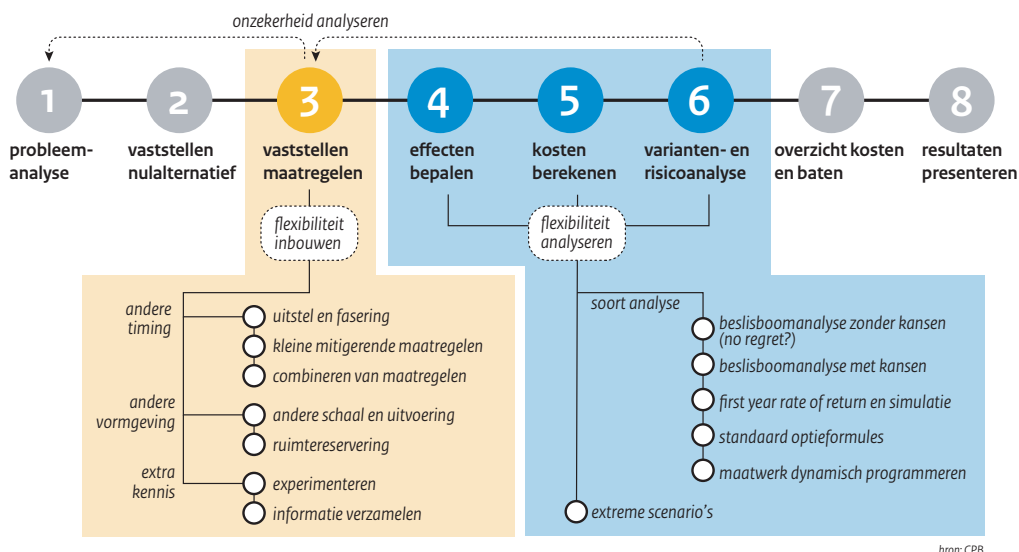 onzekerheid analyseren
1
2
3
4
5
6
7
8
probleem-
analyse
vaststellen
nulalternatief
vaststellen
maatregelen
effecten
bepalen
kosten
berekenen
varianten- en
risicoanalyse
overzicht kosten
en baten
resultaten
presenteren
flexibiliteit
inbouwen
flexibiliteit
analyseren
andere
timing
uitstel en fasering
kleine mitigerende maatregelen
combineren van maatregelen
andere
vormgeving
andere schaal en uitvoering
ruimtereservering
extra
kennis
experimenteren
informatie verzamelen
soort analyse
beslisboomanalyse zonder kansen
(no regret?)
beslisboomanalyse met kansen
first year rate of return en simulatie
standaard optieformules
maatwerk dynamisch programmeren
extreme scenario's
bron: CPB